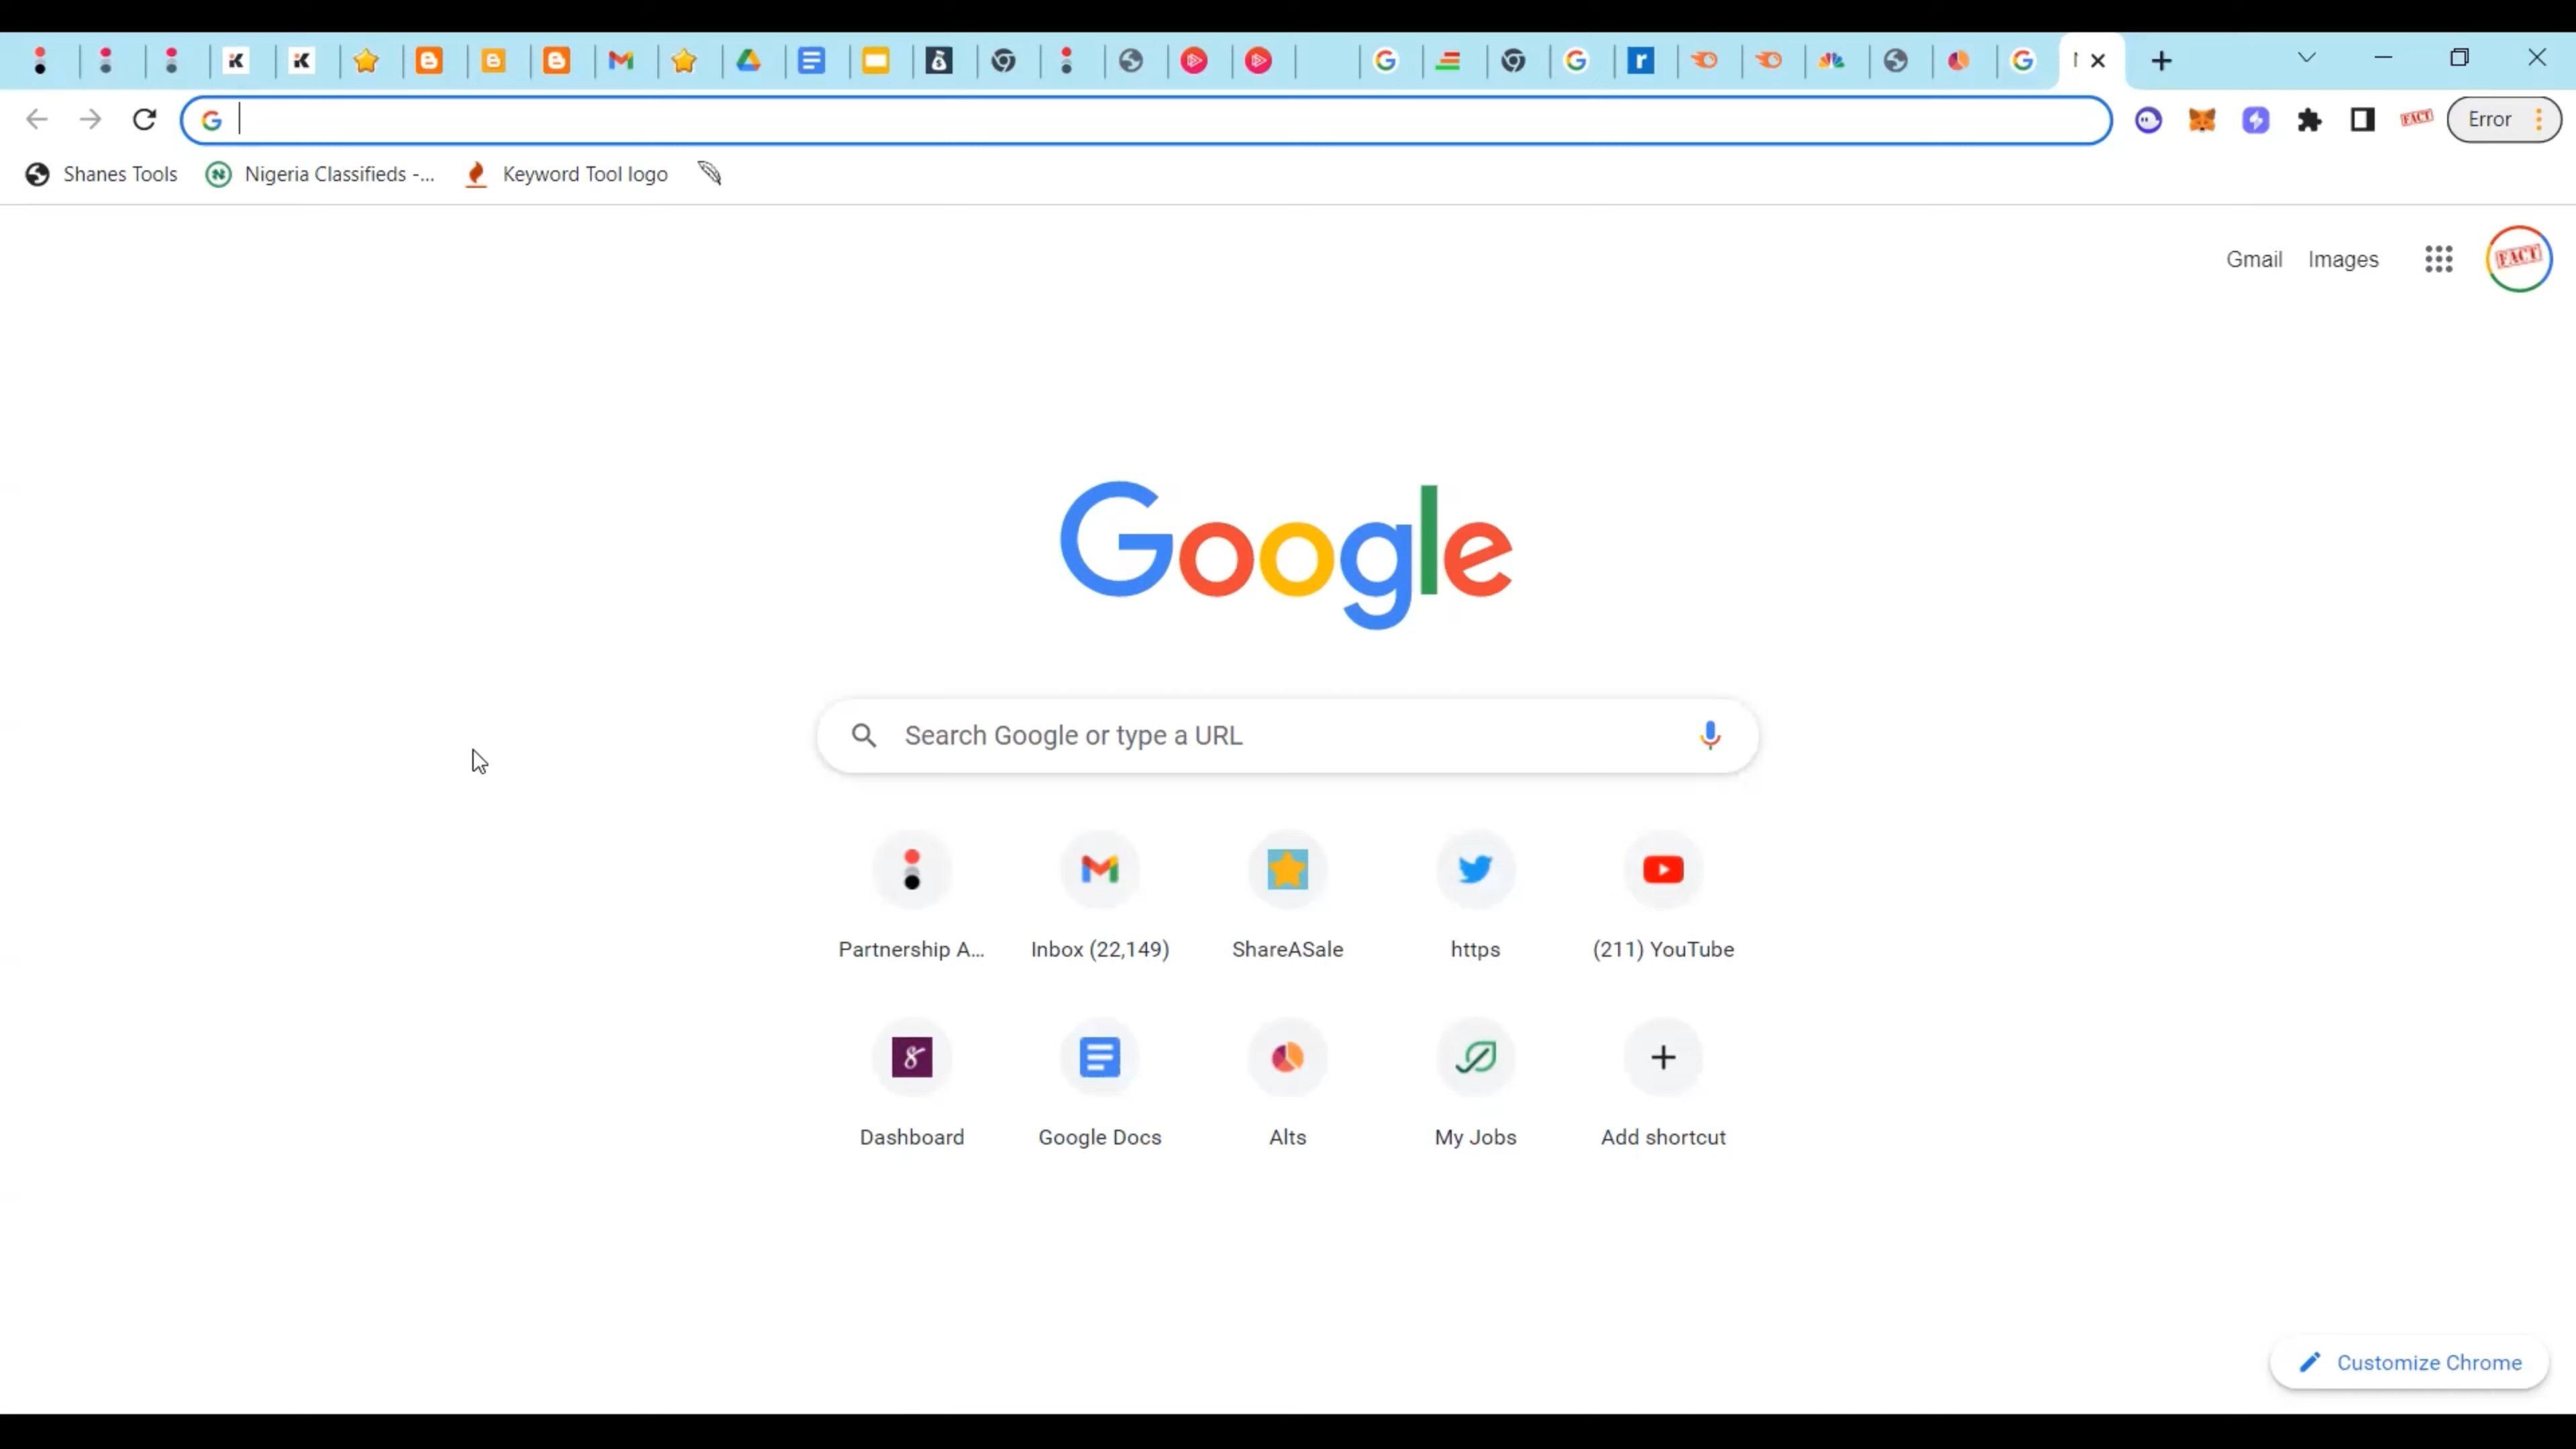 Error
Shanes Tools Nigeria Classifieds -... Keyword Tool logo
Gmail Images FACT
Google
Search Google or type a URL
Partnership A... Inbox (22,149) ShareASale https (211) YouTube
Dashboard Google Docs Alts My Jobs Add shortcut
Customize Chrome